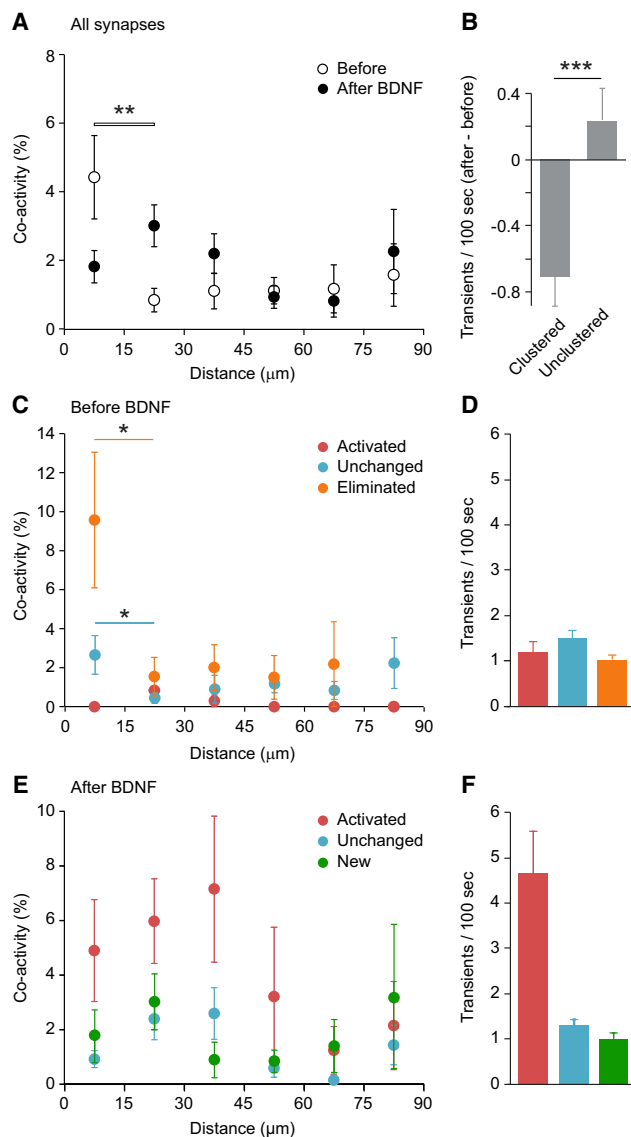 A All synapses
Before
After BDNF
**
Co-activity (%)
8
6
4
2
0
0 15 30 45 60 75 90
Distance (μm)
B
***
Transients / 100 sec (after - before)
0.4
0
-0.4
-0.8
Clustered
Unclustered
C Before BDNF
Activated
Unchanged
Eliminated
*
*
Co-activity (%)
14
12
10
8
6
4
2
0
0 15 30 45 60 75 90
Distance (μm)
D
Transients / 100 sec
6
5
4
3
2
1
0
E After BDNF
Activated
Unchanged
New
Co-activity (%)
10
8
6
4
2
0
0 15 30 45 60 75 90
Distance (μm)
F
Transients / 100 sec
6
5
4
3
2
1
0